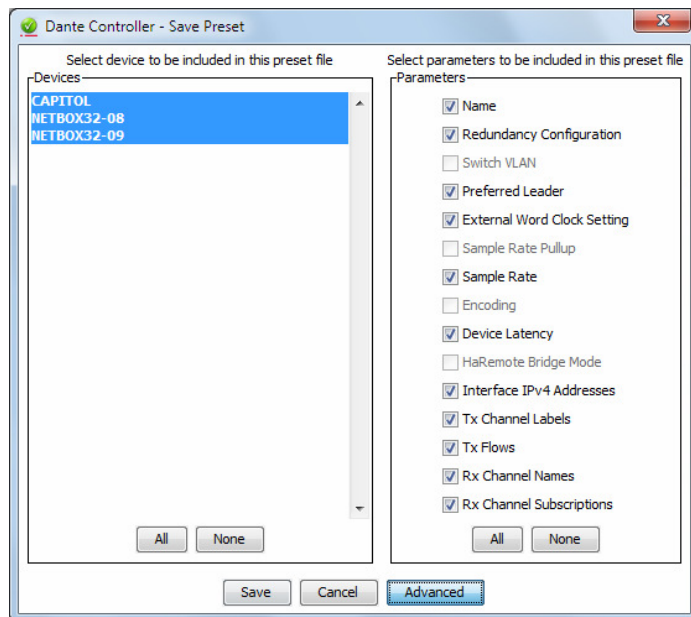 Dante Controller - Save Preset
Select device to be included in this preset file
Select parameters to be included in this preset file
Devices
CAPITOL
NETBOX32-08
NETBOX32-09
All
None
Parameters
Name
Redundancy Configuration
Switch VLAN
Preferred Leader
External Word Clock Setting
Sample Rate Pullup
Sample Rate
Encoding
Device Latency
HaRemote Bridge Mode
Interface IPv4 Addresses
Tx Channel Labels
Tx Flows
Rx Channel Names
Rx Channel Subscriptions
All
None
Save
Cancel
Advanced